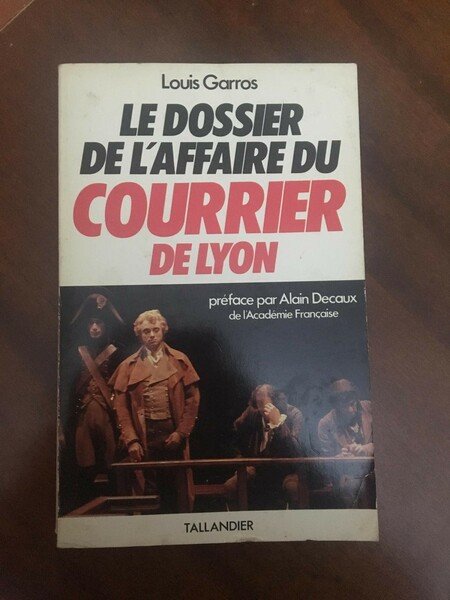 Louis Garros
LE DOSSIER
DE L'AFFAIRE DU
COURRIER
DE LYON
préface par Alain Decaux
de l'Académie Française
TALLANDIER